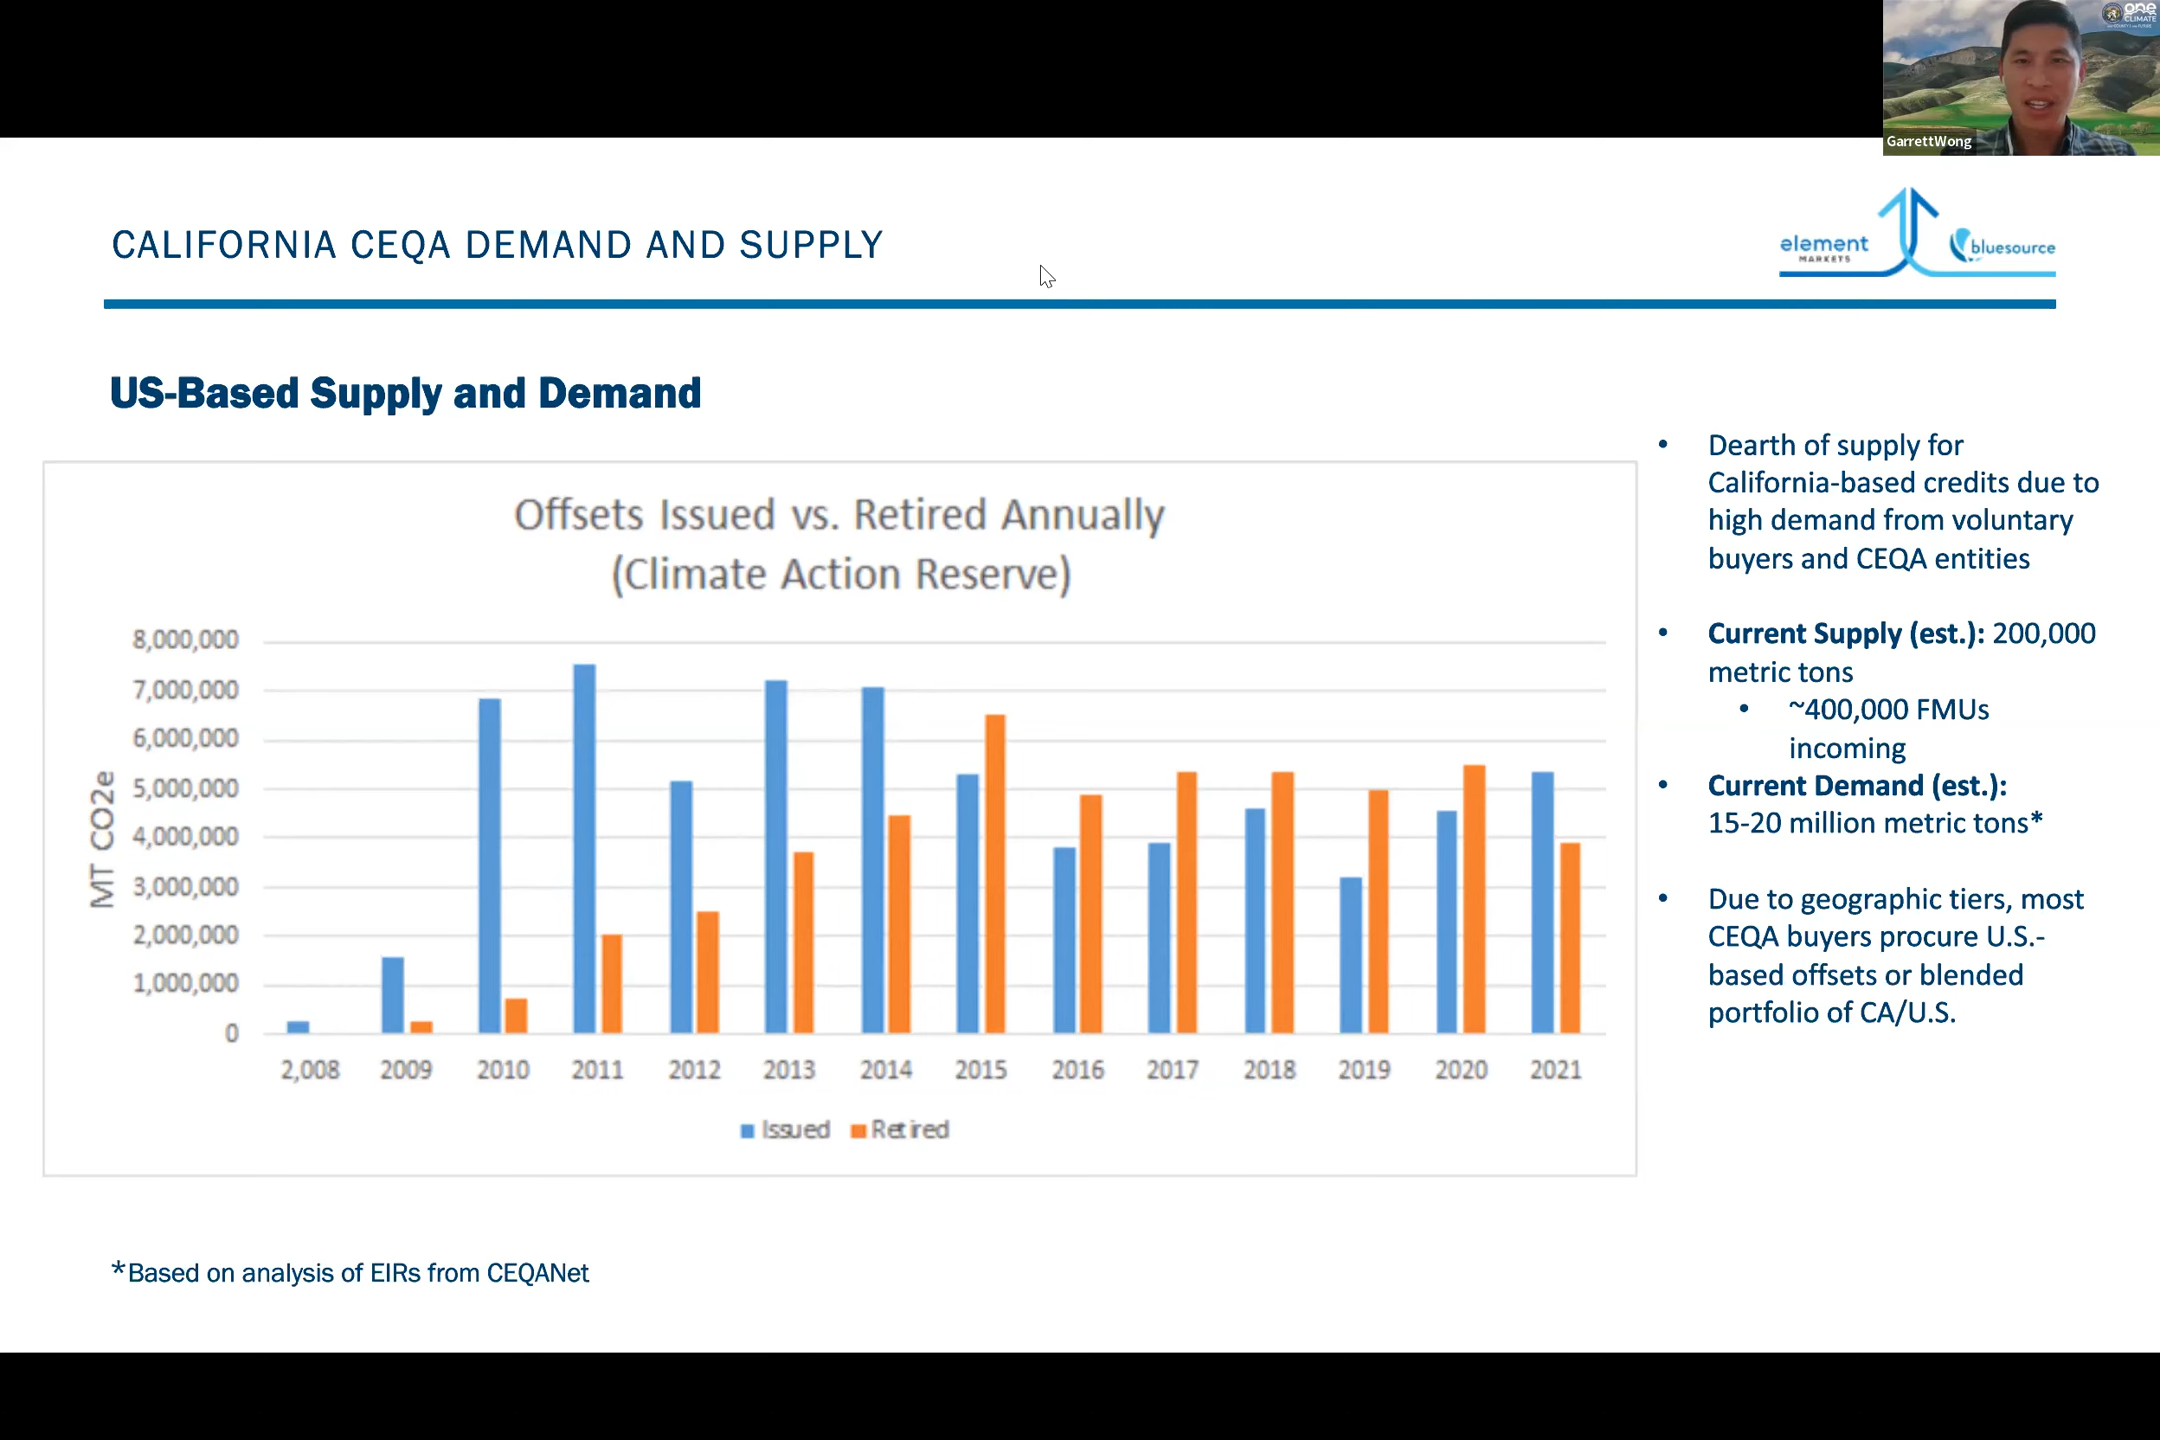 one
CLIMATE
GarrettWong
CALIFORNIA CEQA DEMAND AND SUPPLY
element
MARKETS
bluesource
US-Based Supply and Demand
Offsets Issued vs. Retired Annually
(Climate Action Reserve)
MT CO2e
8,000,000
7,000,000
6,000,000
5,000,000
4,000,000
3,000,000
2,000,000
1,000,000
0
2,008 2009 2010 2011 2012 2013 2014 2015 2016 2017 2018 2019 2020 2021
Issued Retired
• Dearth of supply for
California-based credits due to
high demand from voluntary
buyers and CEQA entities
• Current Supply (est.): 200,000
metric tons
• ~400,000 FMUs
incoming
• Current Demand (est.):
15-20 million metric tons*
• Due to geographic tiers, most
CEQA buyers procure U.S.-
based offsets or blended
portfolio of CA/U.S.
*Based on analysis of EIRs from CEQANet